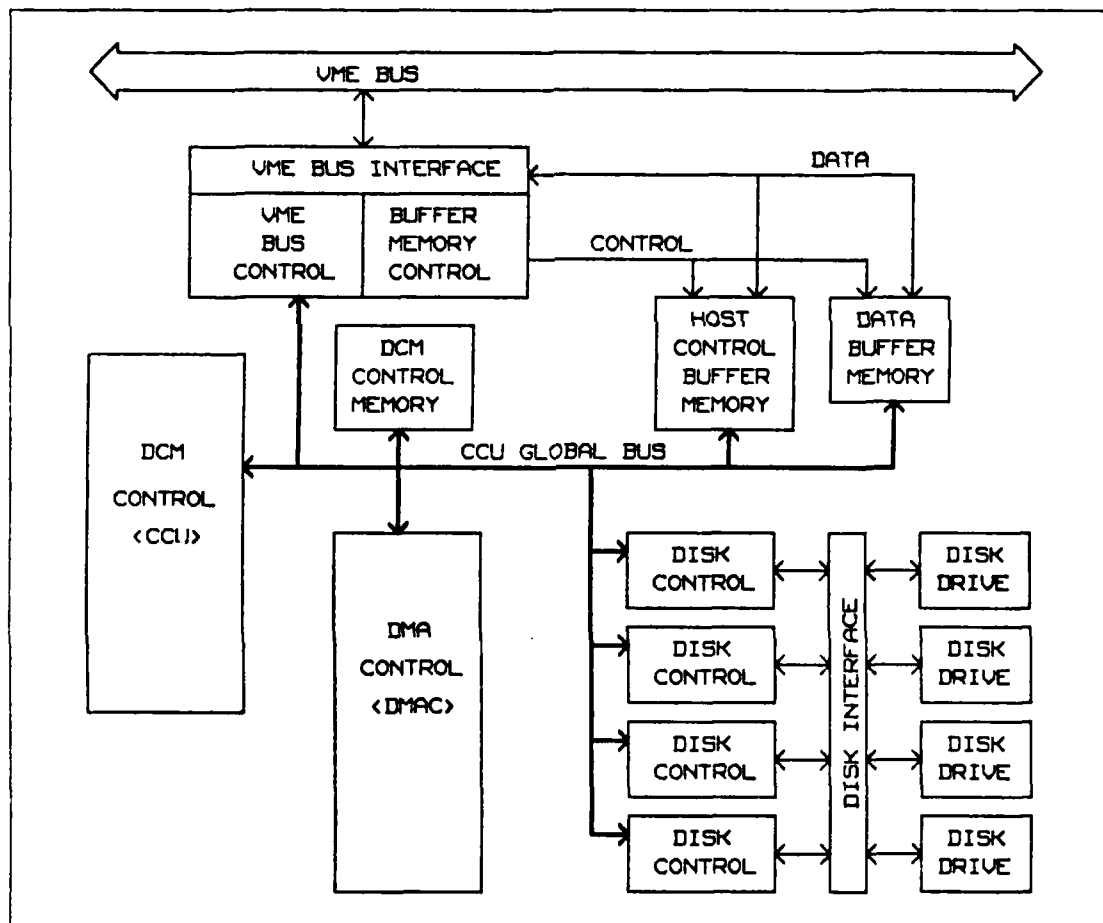 VME BUS
VME BUS INTERFACE
DATA
VME
BUS
CONTROL
BUFFER
MEMORY
CONTROL
CONTROL
HOST
CONTROL
BUFFER
MEMORY
DATA
BUFFER
MEMORY
DCM
CONTROL
MEMORY
CCU GLOBAL BUS
DCM
CONTROL
<CCU>
DMA
CONTROL
<DMAC>
DISK
CONTROL
DISK
CONTROL
DISK
CONTROL
DISK
CONTROL
DISK INTERFACE
DISK
DRIVE
DISK
DRIVE
DISK
DRIVE
DISK
DRIVE